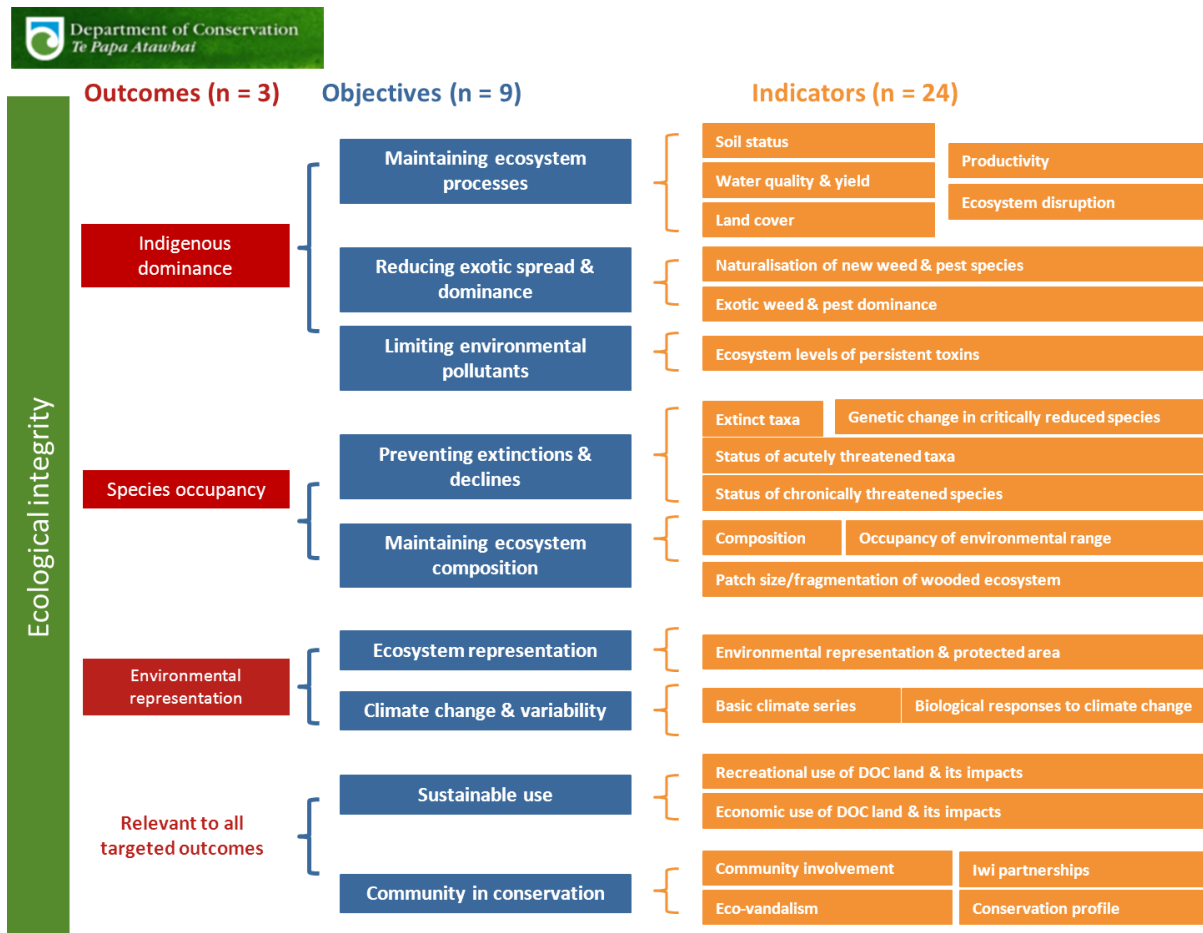 Department of Conservation
Te Papa Atawhai
Outcomes (n = 3)
Objectives (n = 9)
Indicators (n = 24)
Ecological integrity
Indigenous
dominance
Maintaining ecosystem
processes
Soil status
Water quality & yield
Land cover
Productivity
Ecosystem disruption
Reducing exotic spread &
dominance
Naturalisation of new weed & pest species
Exotic weed & pest dominance
Limiting environmental
pollutants
Ecosystem levels of persistent toxins
Species occupancy
Preventing extinctions &
declines
Extinct taxa
Genetic change in critically reduced species
Status of acutely threatened taxa
Status of chronically threatened species
Maintaining ecosystem
composition
Composition
Occupancy of environmental range
Patch size/fragmentation of wooded ecosystem
Environmental
representation
Ecosystem representation
Environmental representation & protected area
Climate change & variability
Basic climate series
Biological responses to climate change
Relevant to all
targeted outcomes
Sustainable use
Recreational use of DOC land & its impacts
Economic use of DOC land & its impacts
Community in conservation
Community involvement
Iwi partnerships
Eco-vandalism
Conservation profile